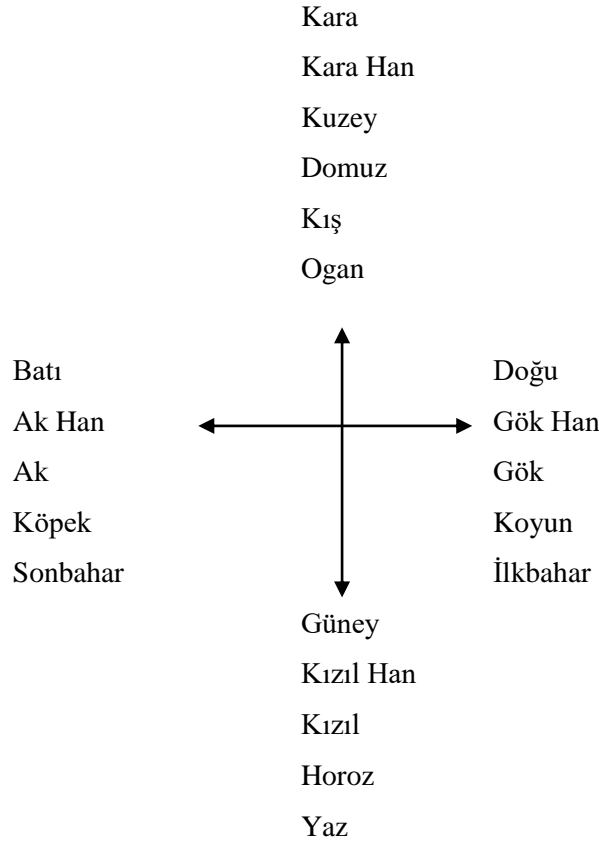 Kara
Kara Han
Kuzey
Domuz
Kış
Ogan
Batı
Ak Han
Ak
Köpek
Sonbahar
Doğu
Gök Han
Gök
Koyun
İlkbahar
Güney
Kızıl Han
Kızıl
Horoz
Yaz